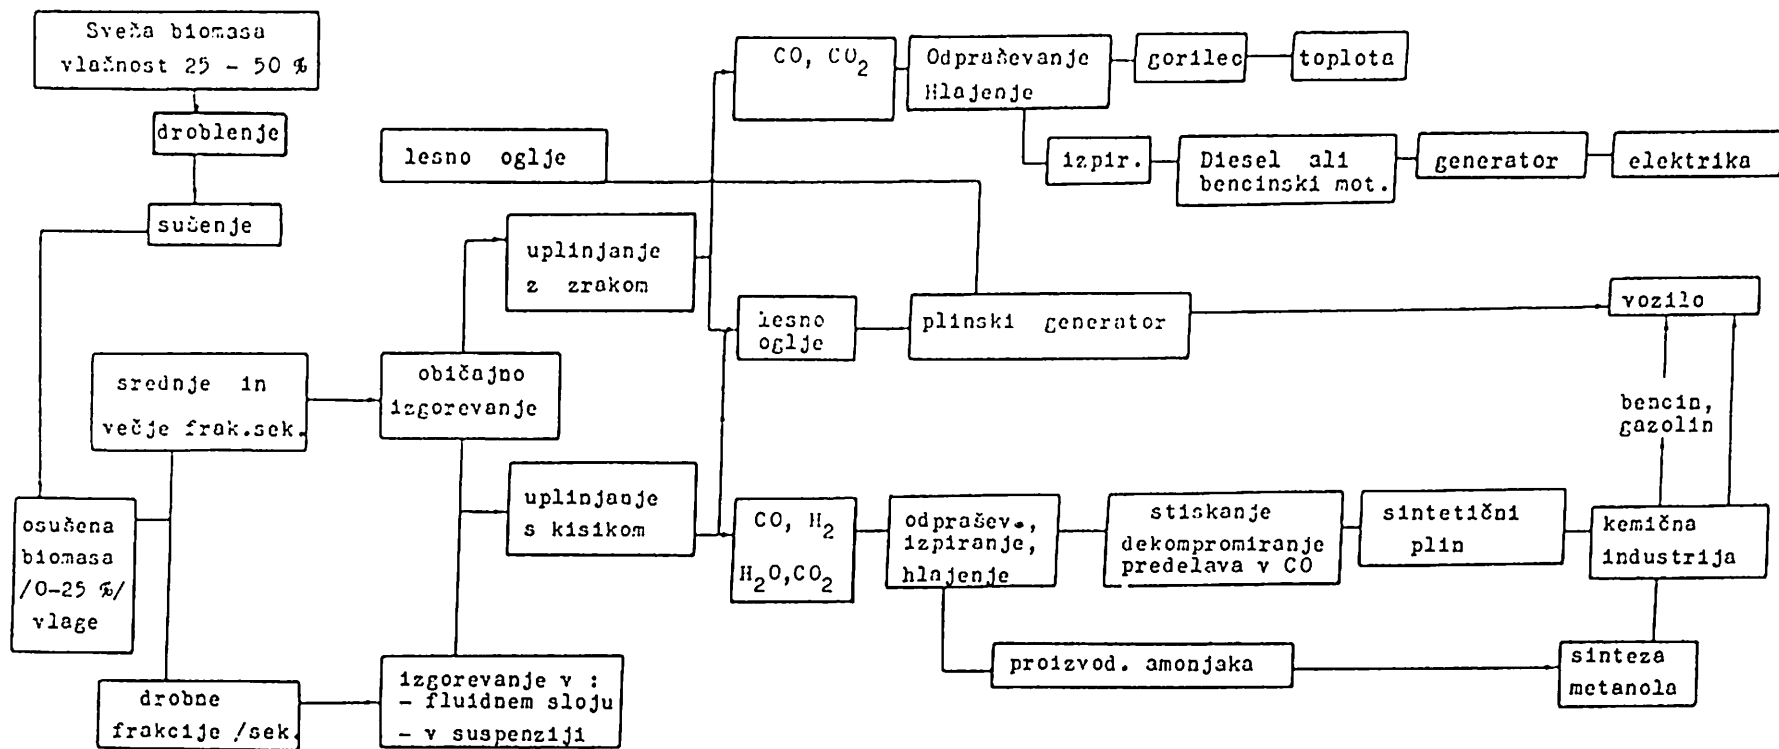 Sveža biomasa
vlažnost 25 - 50 %
droblenje
sušenje
osušena
biomasa
/0-25 %/
vlage
srednje in
večje frak.sek.
drobne
frakcije /sek.
lesno oglje
običajno
izgorevanje
izgorevanje v :
- fluidnem sloju
- v suspenziji
uplinjanje
z zrakom
uplinjanje
s kisikom
CO, CO2
Odpraševanje
Hlajenje
gorilec
toplota
izpir.
Diesel ali
bencinski mot.
generator
elektrika
lesno
oglje
plinski generator
vozilo
bencin,
gazolin
CO, H2
H2O,CO2
odprašev.,
izpiranje,
hlajenje
stiskanje
dekompromiranje
predelava v CO
sintetični
plin
kemična
industrija
proizvod. amonjaka
sinteza
metanola